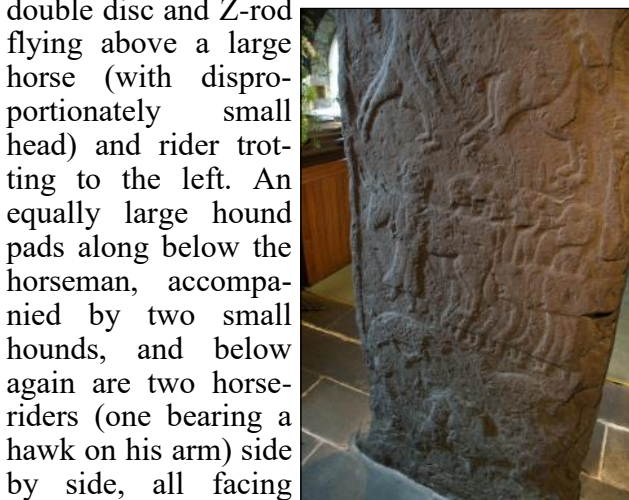 double disc and Z-rod
flying above a large
horse (with dispro-
portionately small
head) and rider trot-
ting to the left. An
equally large hound
pads along below the
horseman, accompa-
nied by two small
hounds, and below
again are two horse-
riders (one bearing a
hawk on his arm) side
by side, all facing